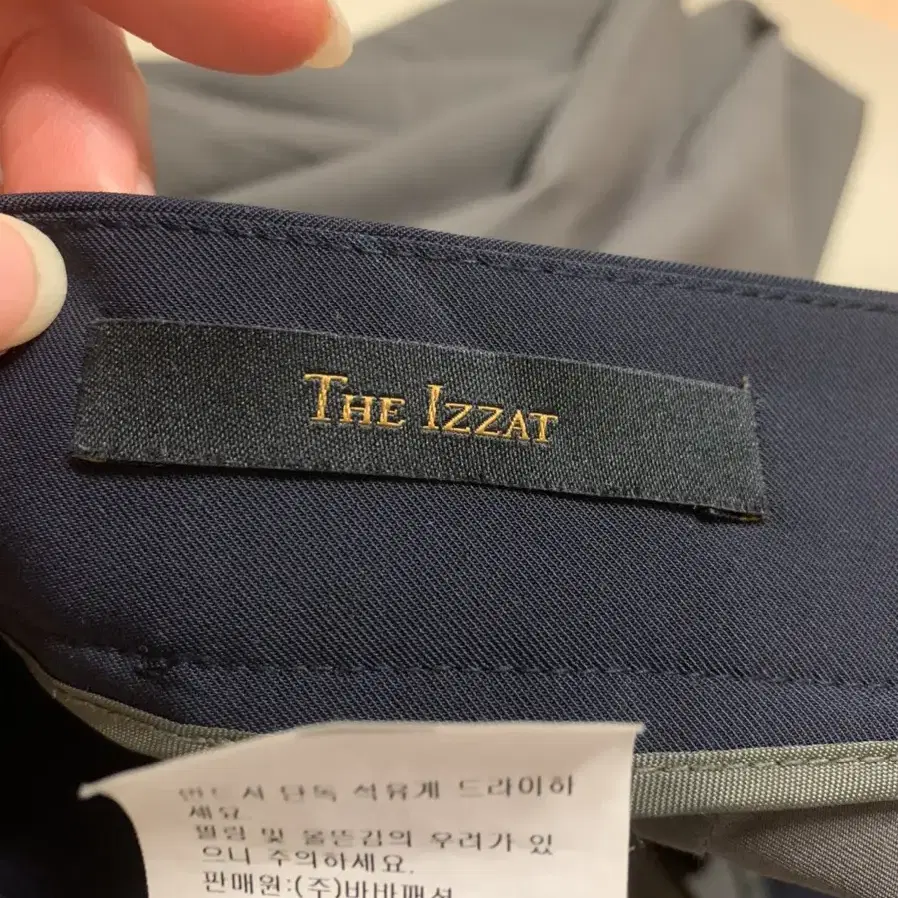 THE IZZAT
반드시 단독 석유계 드라이하
세요.
필링 및 올뜯김의 우려가 있
으니 주의하세요.
판매원:(주)바바패션